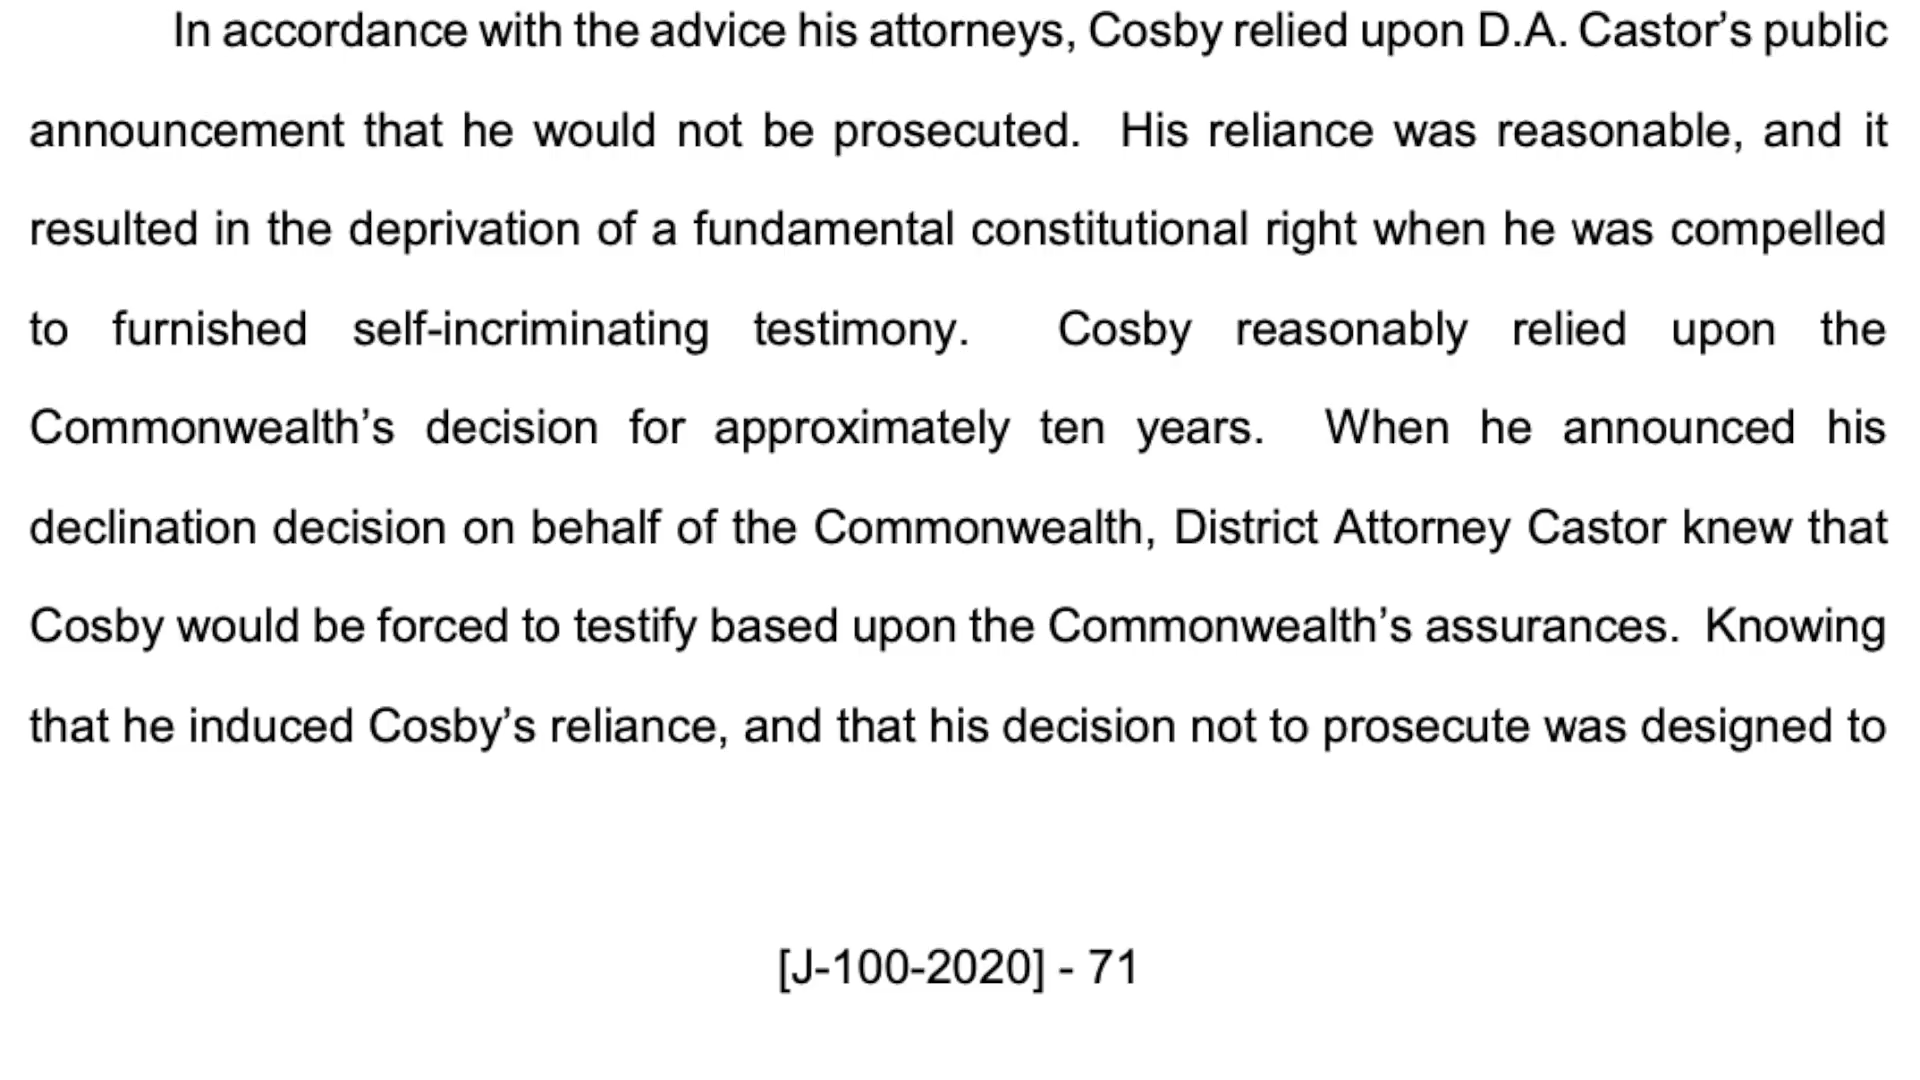 In accordance with the advice his attorneys, Cosby relied upon D.A. Castor’s public
announcement that he would not be prosecuted.  His reliance was reasonable, and it
resulted in the deprivation of a fundamental constitutional right when he was compelled
to furnished self-incriminating testimony.  Cosby reasonably relied upon the
Commonwealth’s decision for approximately ten years.  When he announced his
declination decision on behalf of the Commonwealth, District Attorney Castor knew that
Cosby would be forced to testify based upon the Commonwealth’s assurances.  Knowing
that he induced Cosby’s reliance, and that his decision not to prosecute was designed to
[J-100-2020] - 71